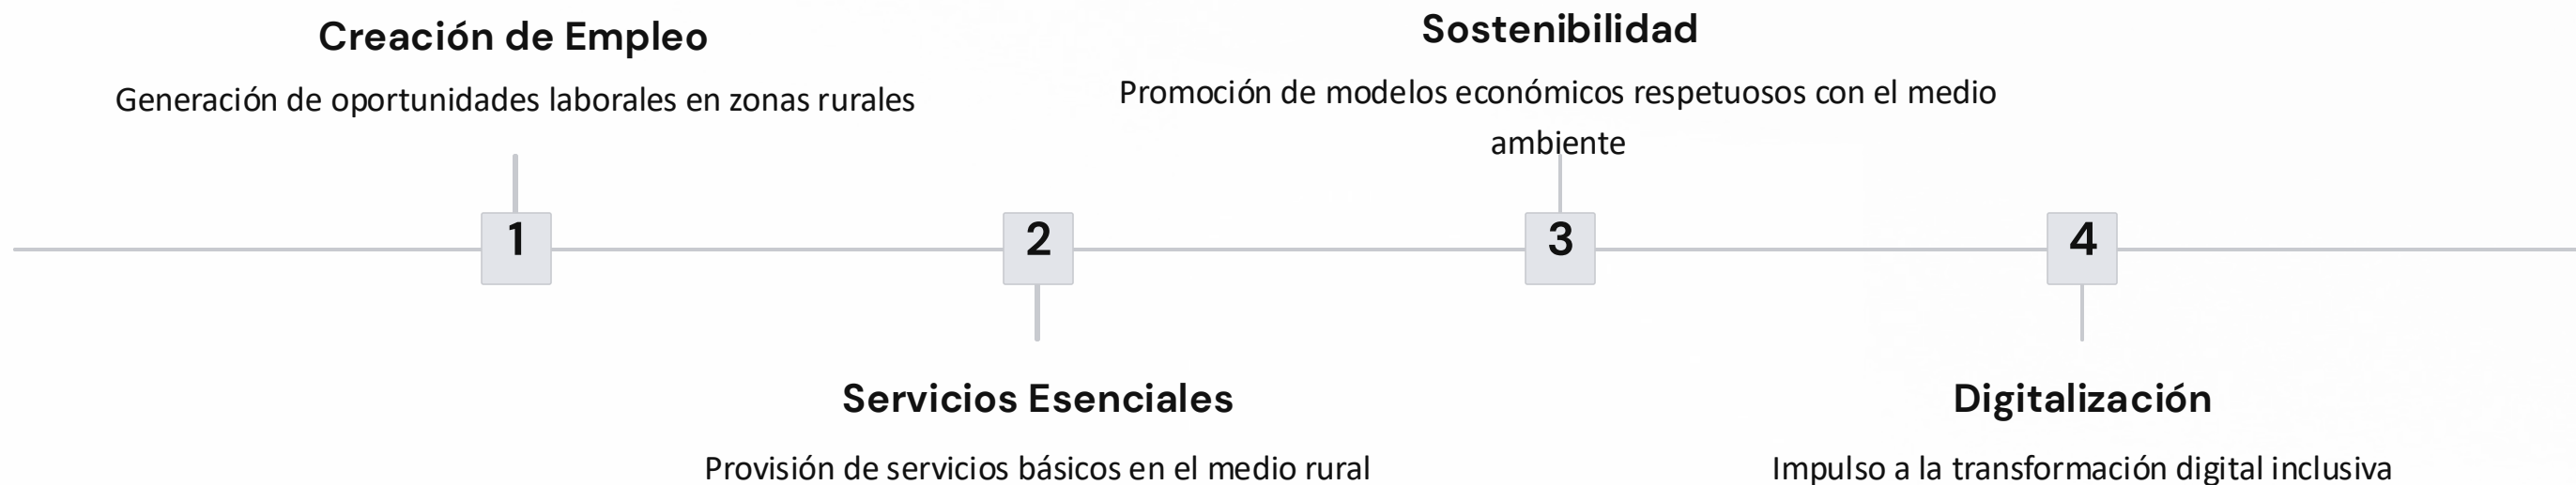 Creación de Empleo
Generación de oportunidades laborales en zonas rurales
1
2
Servicios Esenciales
Provisión de servicios básicos en el medio rural
Sostenibilidad
Promoción de modelos económicos respetuosos con el medio
ambiente
3
4
Digitalización
Impulso a la transformación digital inclusiva